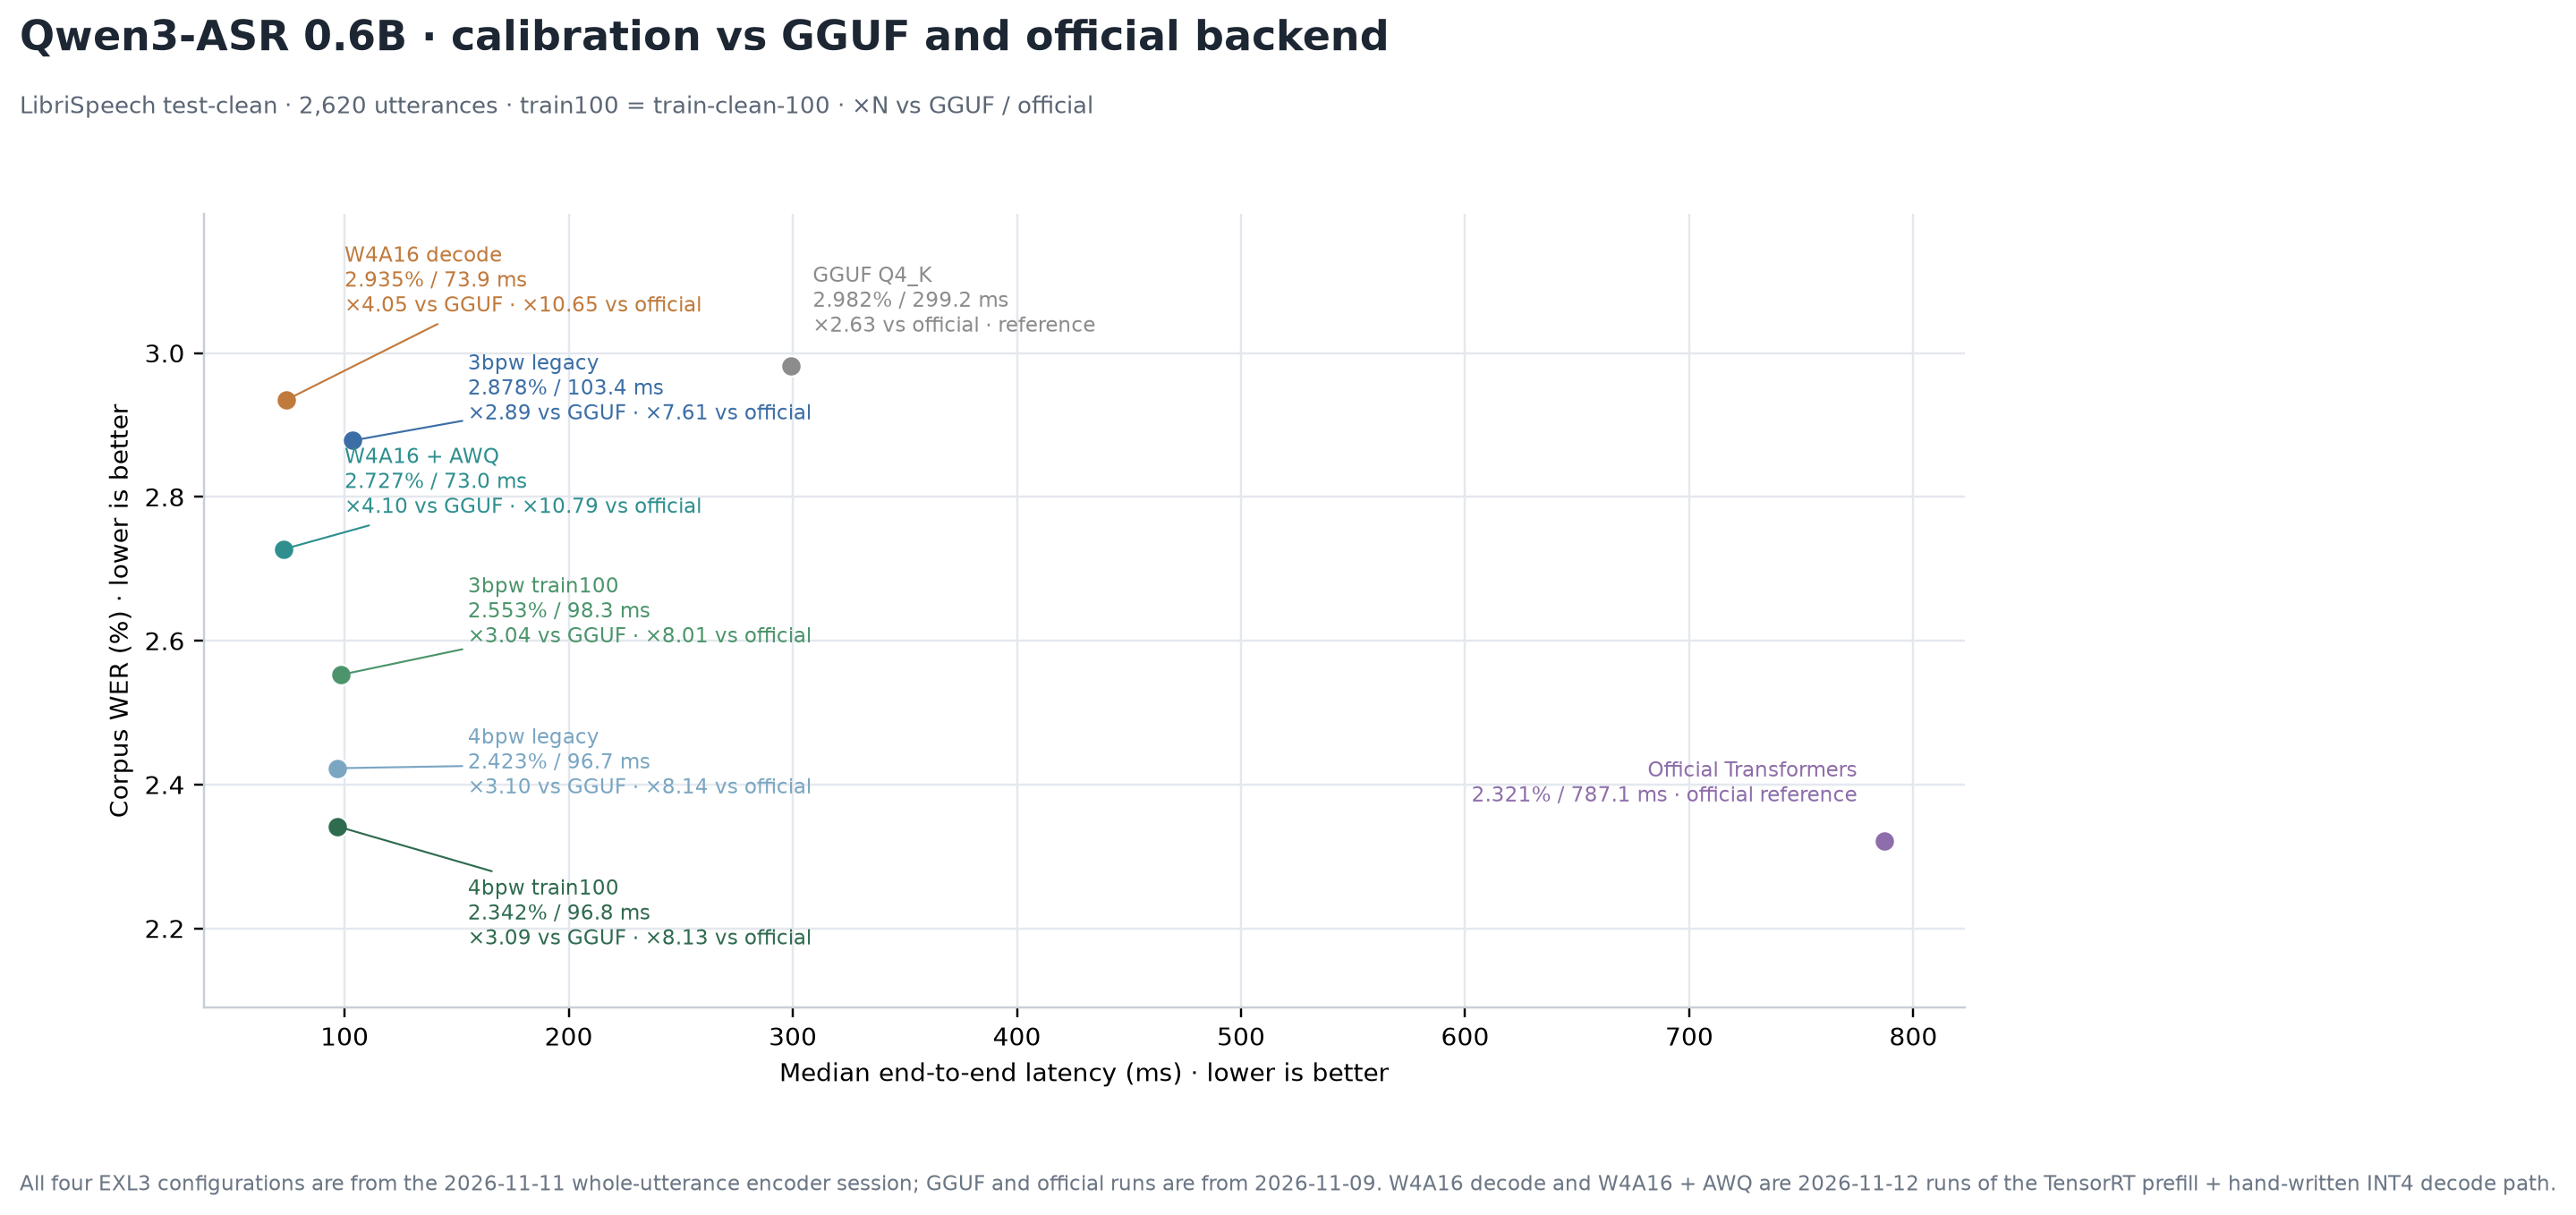 Qwen3-ASR 0.6B · calibration vs GGUF and official backend
LibriSpeech test-clean · 2,620 utterances · train100 = train-clean-100 · ×N vs GGUF / official
W4A16 decode
2.935% / 73.9 ms
×4.05 vs GGUF · ×10.65 vs official
GGUF Q4_K
2.982% / 299.2 ms
×2.63 vs official · reference
3bpw legacy
2.878% / 103.4 ms
×2.89 vs GGUF · ×7.61 vs official
W4A16 + AWQ
2.727% / 73.0 ms
×4.10 vs GGUF · ×10.79 vs official
3bpw train100
2.553% / 98.3 ms
×3.04 vs GGUF · ×8.01 vs official
4bpw legacy
2.423% / 96.7 ms
×3.10 vs GGUF · ×8.14 vs official
Official Transformers
2.321% / 787.1 ms · official reference
4bpw train100
2.342% / 96.8 ms
×3.09 vs GGUF · ×8.13 vs official
Corpus WER (%) · lower is better
3.0
2.8
2.6
2.4
2.2
100 200 300 400 500 600 700 800
Median end-to-end latency (ms) · lower is better
All four EXL3 configurations are from the 2026-11-11 whole-utterance encoder session; GGUF and official runs are from 2026-11-09. W4A16 decode and W4A16 + AWQ are 2026-11-12 runs of the TensorRT prefill + hand-written INT4 decode path.